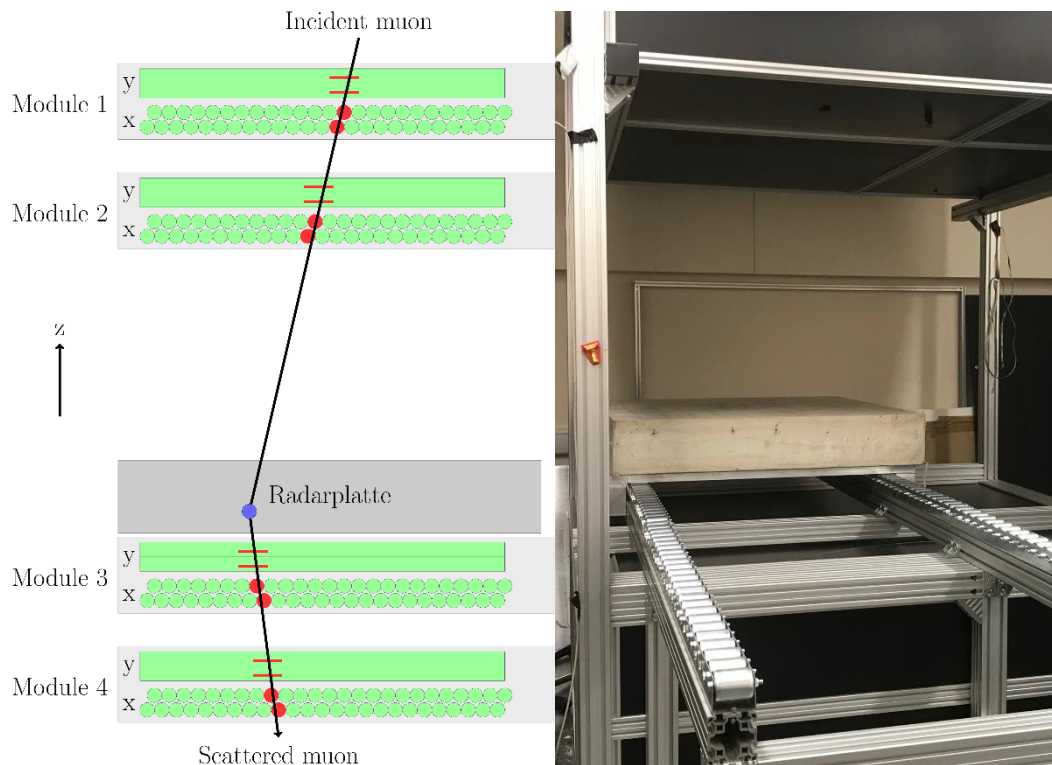 Incident muon
y
Module 1
x
y
Module 2
x
z
Radarplatte
y
Module 3
x
y
Module 4
x
Scattered muon